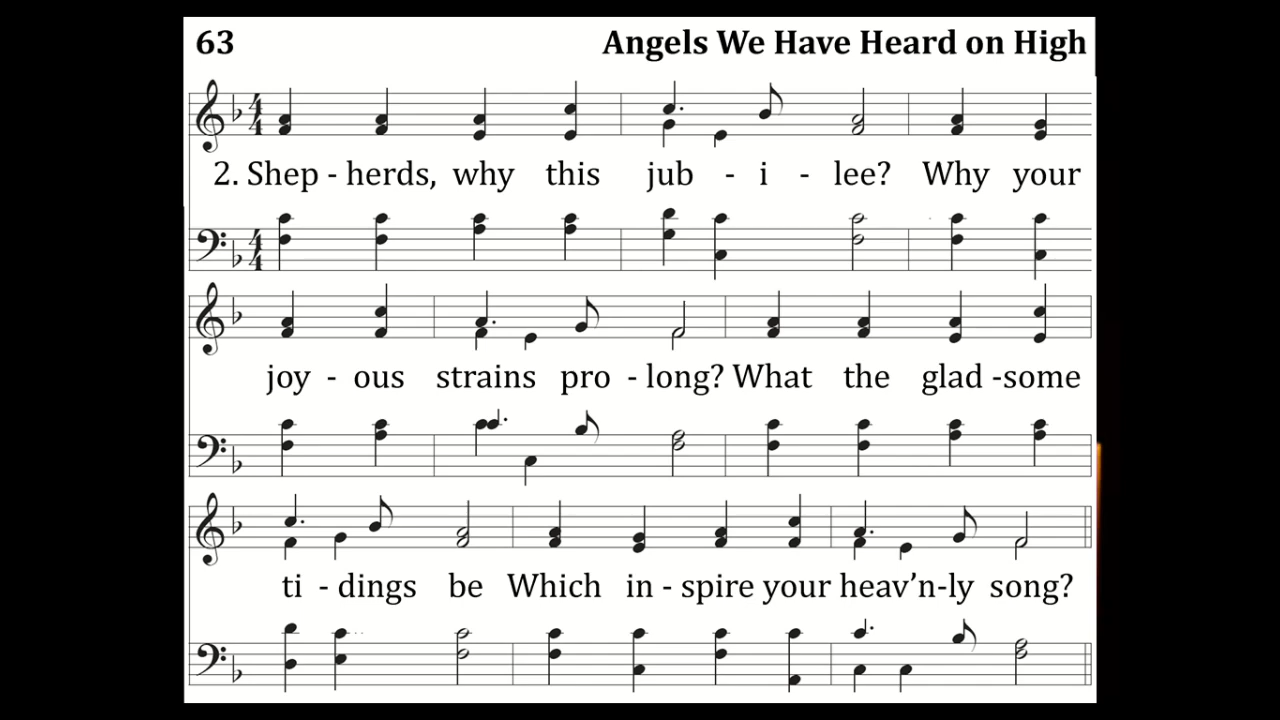 63 Angels We Have Heard on High
2. Shep - herds, why this jub - i - lee? Why your
joy - ous strains pro - long? What the glad -some
ti - dings be Which in - spire your heav’n-ly song?